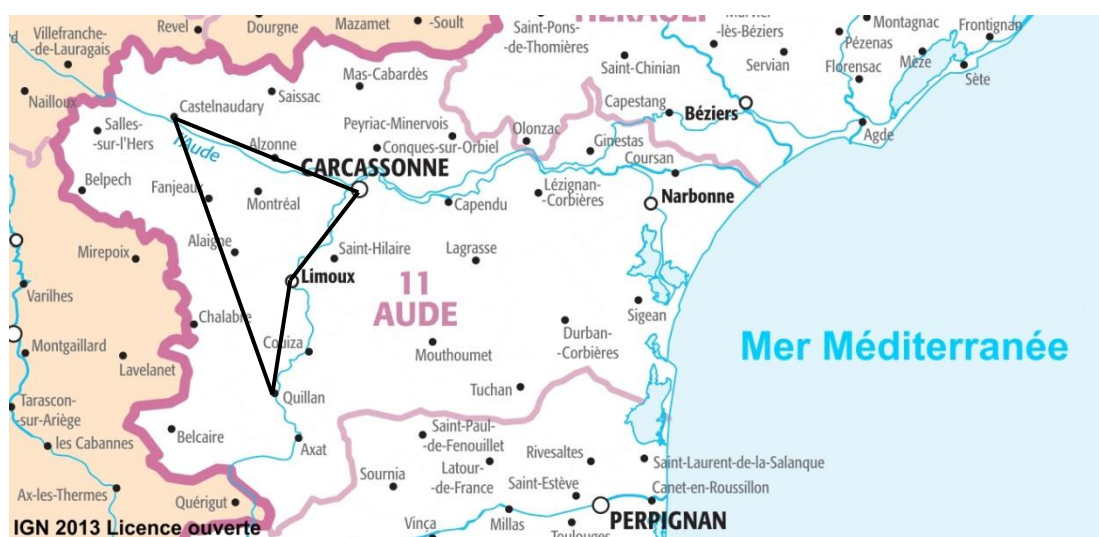 Villefranche-
-de-Lauragais
Revel
Dourgne
Mazamet
-Soult
Saint-Pons-
-de-Thomières
HÉRAULT
-lès-Béziers
Montagnac
Frontignan
Pézenas
Mèze
Sète
Nailloux
Saissac
Mas-Cabardès
Saint-Chinian
Servian
Florensac
Castelnaudary
Capestang
Béziers
Agde
Salles-
-sur-l'Hers
l'Aude
Alzonne
Peyriac-Minervois
Conques-sur-Orbiel
Olonzac
Ginestas
Coursan
CARCASSONNE
Belpech
Fanjeaux
Montréal
Capendu
Lézignan-
-Corbières
Narbonne
Mirepoix
Alaigne
Saint-Hilaire
Lagrasse
Limoux
11
AUDE
Varilhes
Sigean
Chalabre
Durban-
-Corbières
Mer Méditerranée
Montgaillard
Lavelanet
Couiza
Mouthoumet
Tuchan
Quillan
Tarascon-
-sur-Ariège
les Cabannes
Belcaire
Axat
Saint-Paul-
-de-Fenouillet
Latour-
-de-France
Rivesaltes
Saint-Laurent-de-la-Salanque
Sournia
Saint-Estève
Canet-en-Roussillon
Ax-les-Thermes
Quérigut
Vinça
Millas
PERPIGNAN
Toulouges
IGN 2013 Licence ouverte